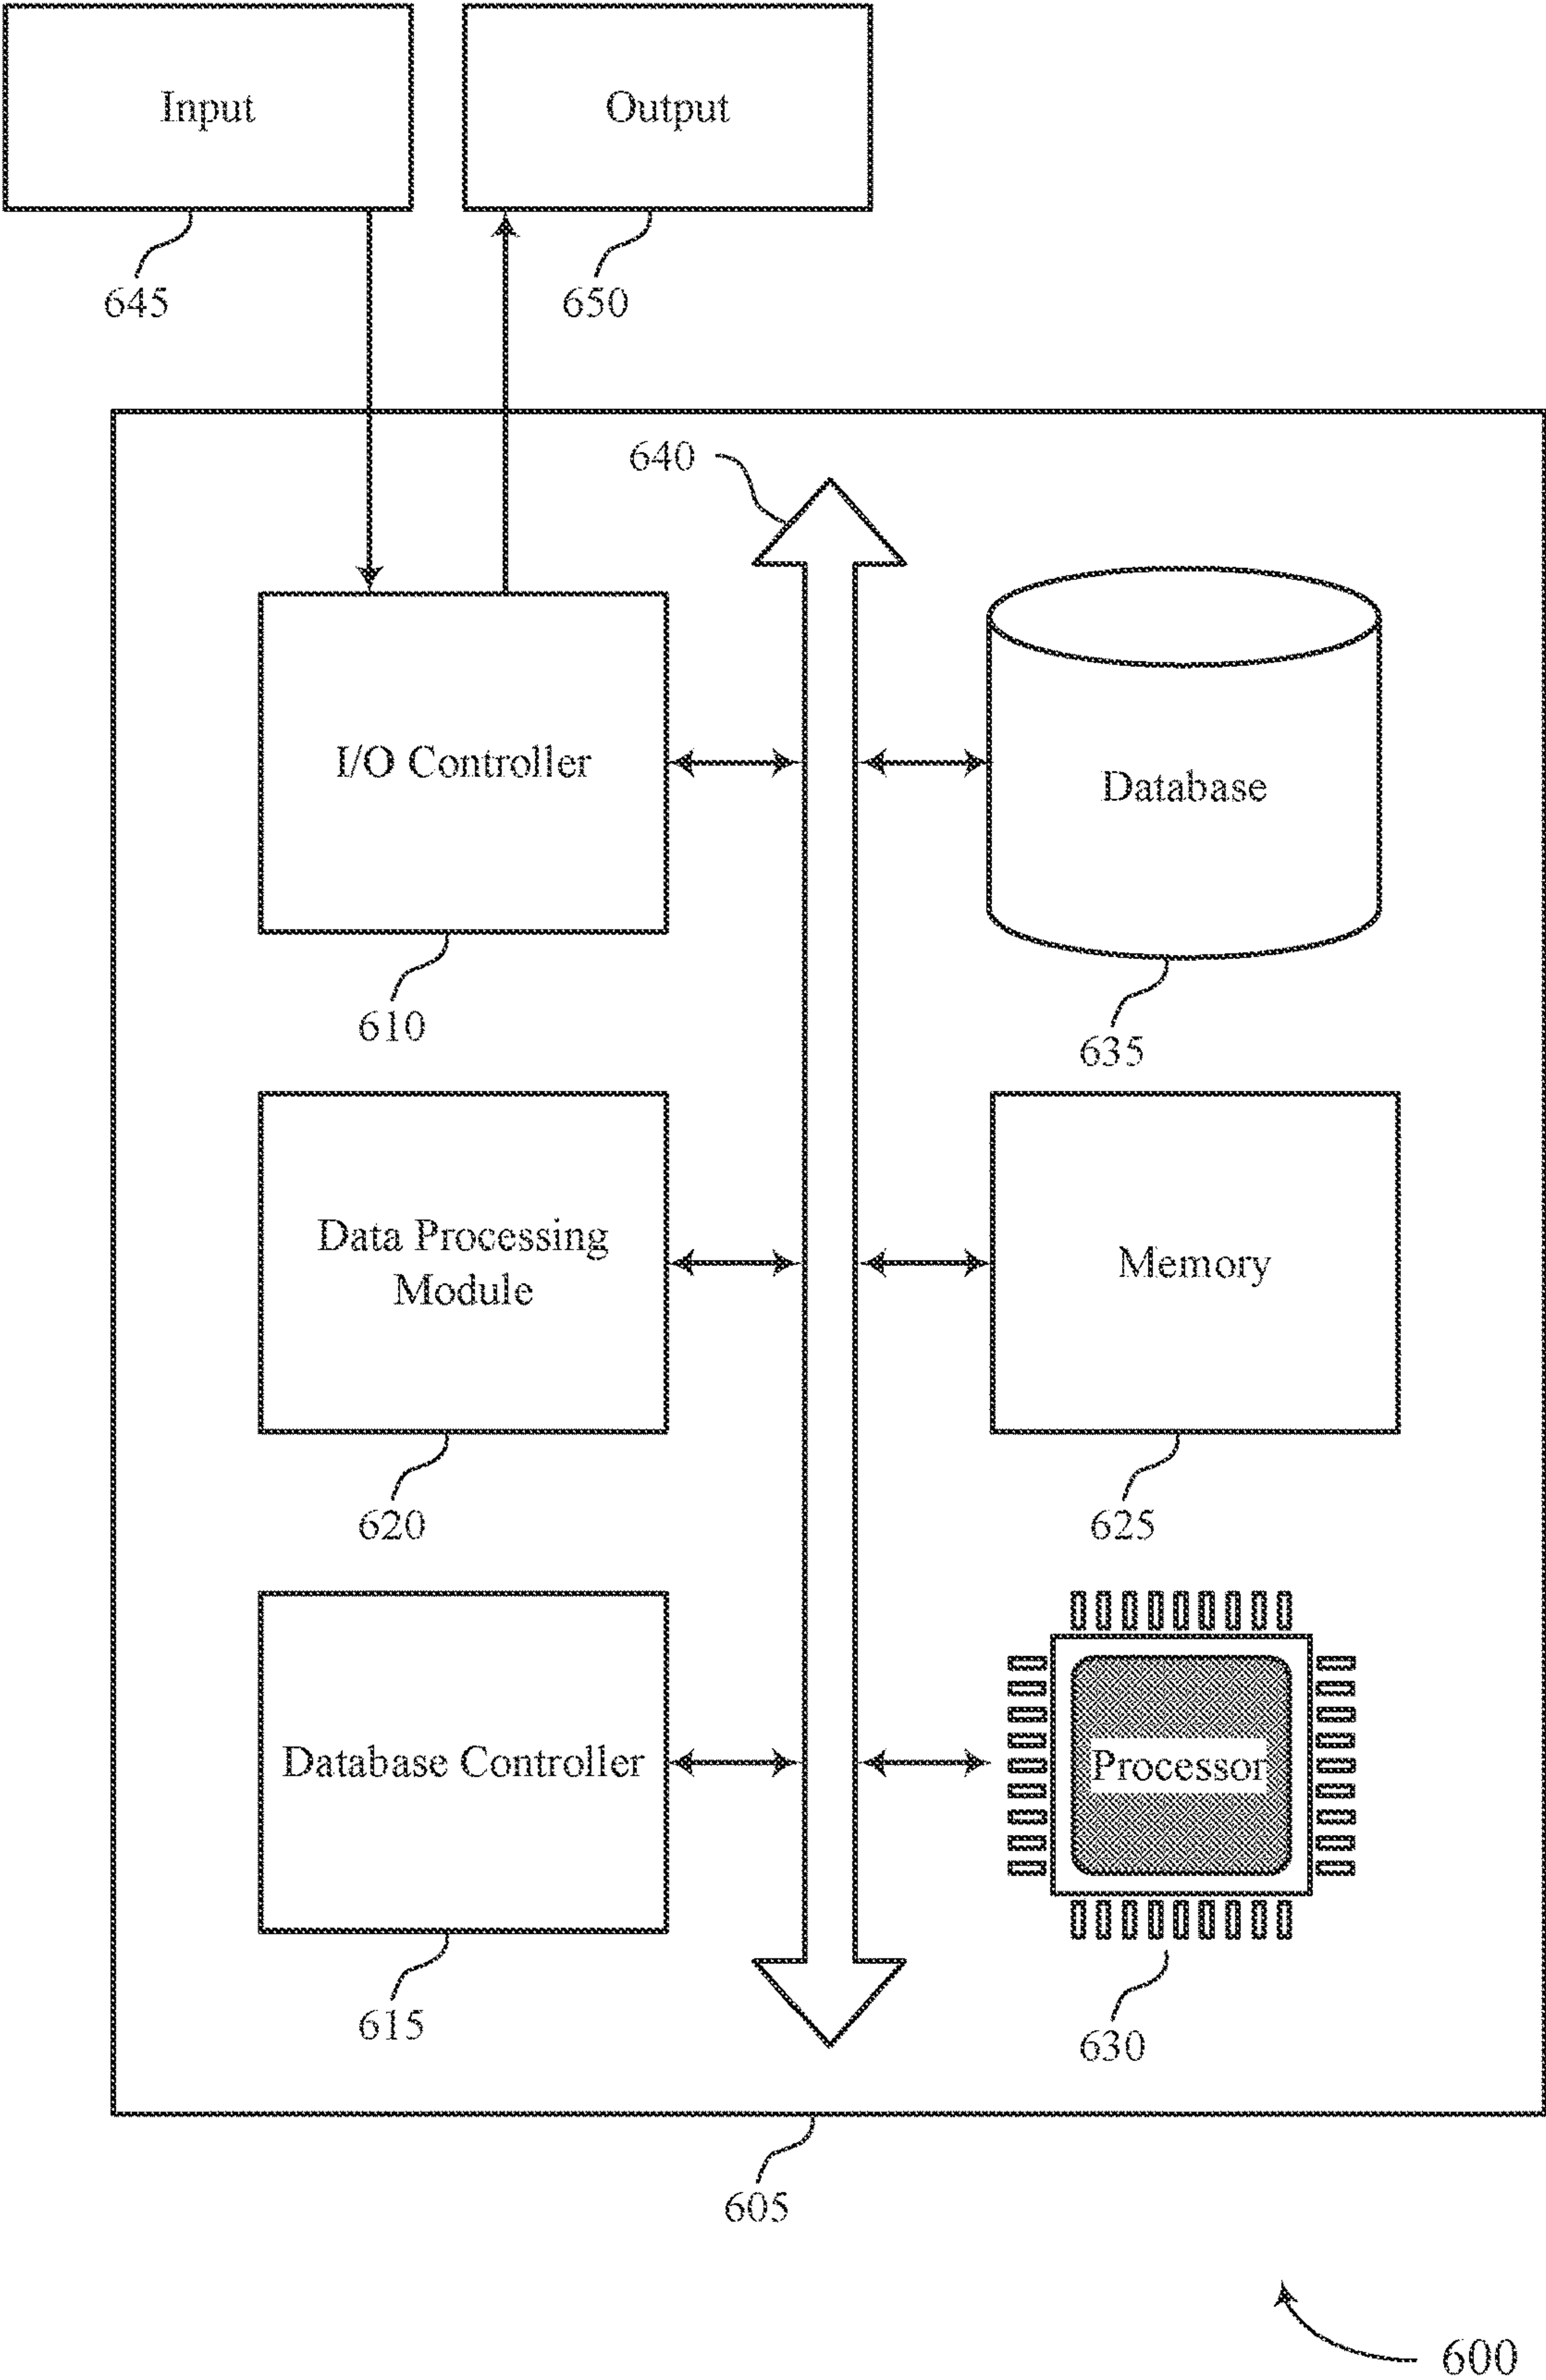 Input
Output
645
650
640
I/O Controller
Database
610
635
Data Processing
Module
Memory
620
625
Database Controller
Processor
615
630
605
600